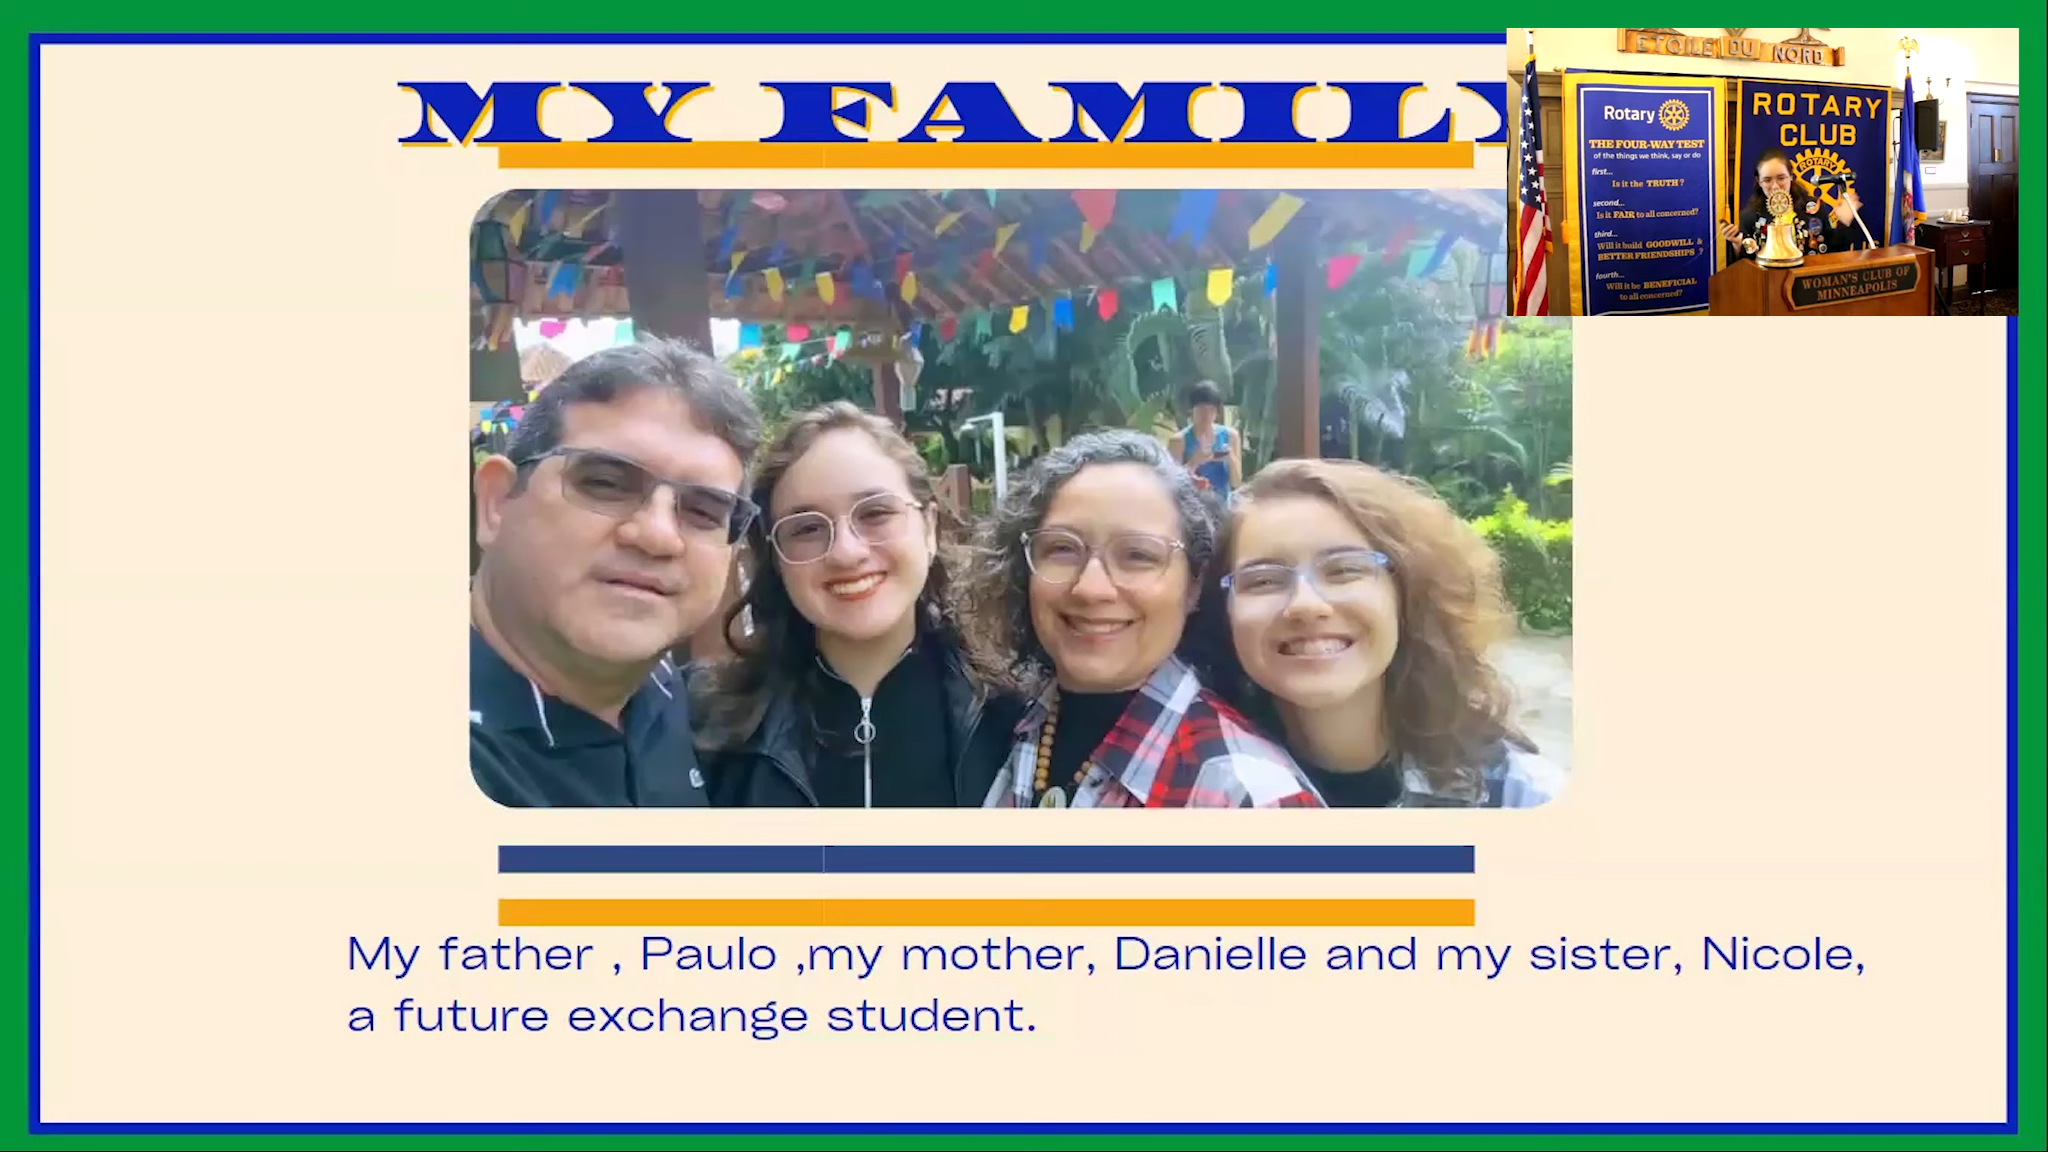 MY FAMILY
ETOILE DU NORD
Rotary
THE FOUR-WAY TEST
of the things we think, say or do
first...
Is it the TRUTH ?
second...
Is it FAIR to all concerned?
third...
Will it build GOODWILL &
BETTER FRIENDSHIPS ?
fourth...
Will it be BENEFICIAL
to all concerned?
ROTARY
CLUB
ROTARY
WOMAN'S CLUB OF
MINNEAPOLIS
My father , Paulo ,my mother, Danielle and my sister, Nicole,
a future exchange student.